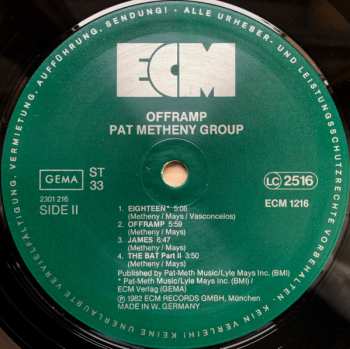 ALLE URHEBER- UND LEISTUNGSSCHUTZRECHTE VORBEHALTEN. KEIN VERLEIH! KEINE UNERLAUBTE VERVIELFÄLTIGUNG, VERMIETUNG, AUFFÜHRUNG, SENDUNG! -
ECM
OFFRAMP
PAT METHENY GROUP
GEMA
ST
33
LC 2516
2301 216
SIDE II
ECM 1216
1. EIGHTEEN* 5:08
(Metheny / Mays / Vasconcelos)
2. OFFRAMP 5:59
(Metheny / Mays)
3. JAMES 6:47
(Metheny / Mays)
4. THE BAT Part II 3:50
(Metheny / Mays)
Published by Pat-Meth Music/Lyle Mays Inc. (BMI)
* Pat-Meth Music/Lyle Mays Inc. (BMI) /
ECM Verlag (GEMA)
Ⓟ 1982 ECM RECORDS GMBH, München
MADE IN W. GERMANY